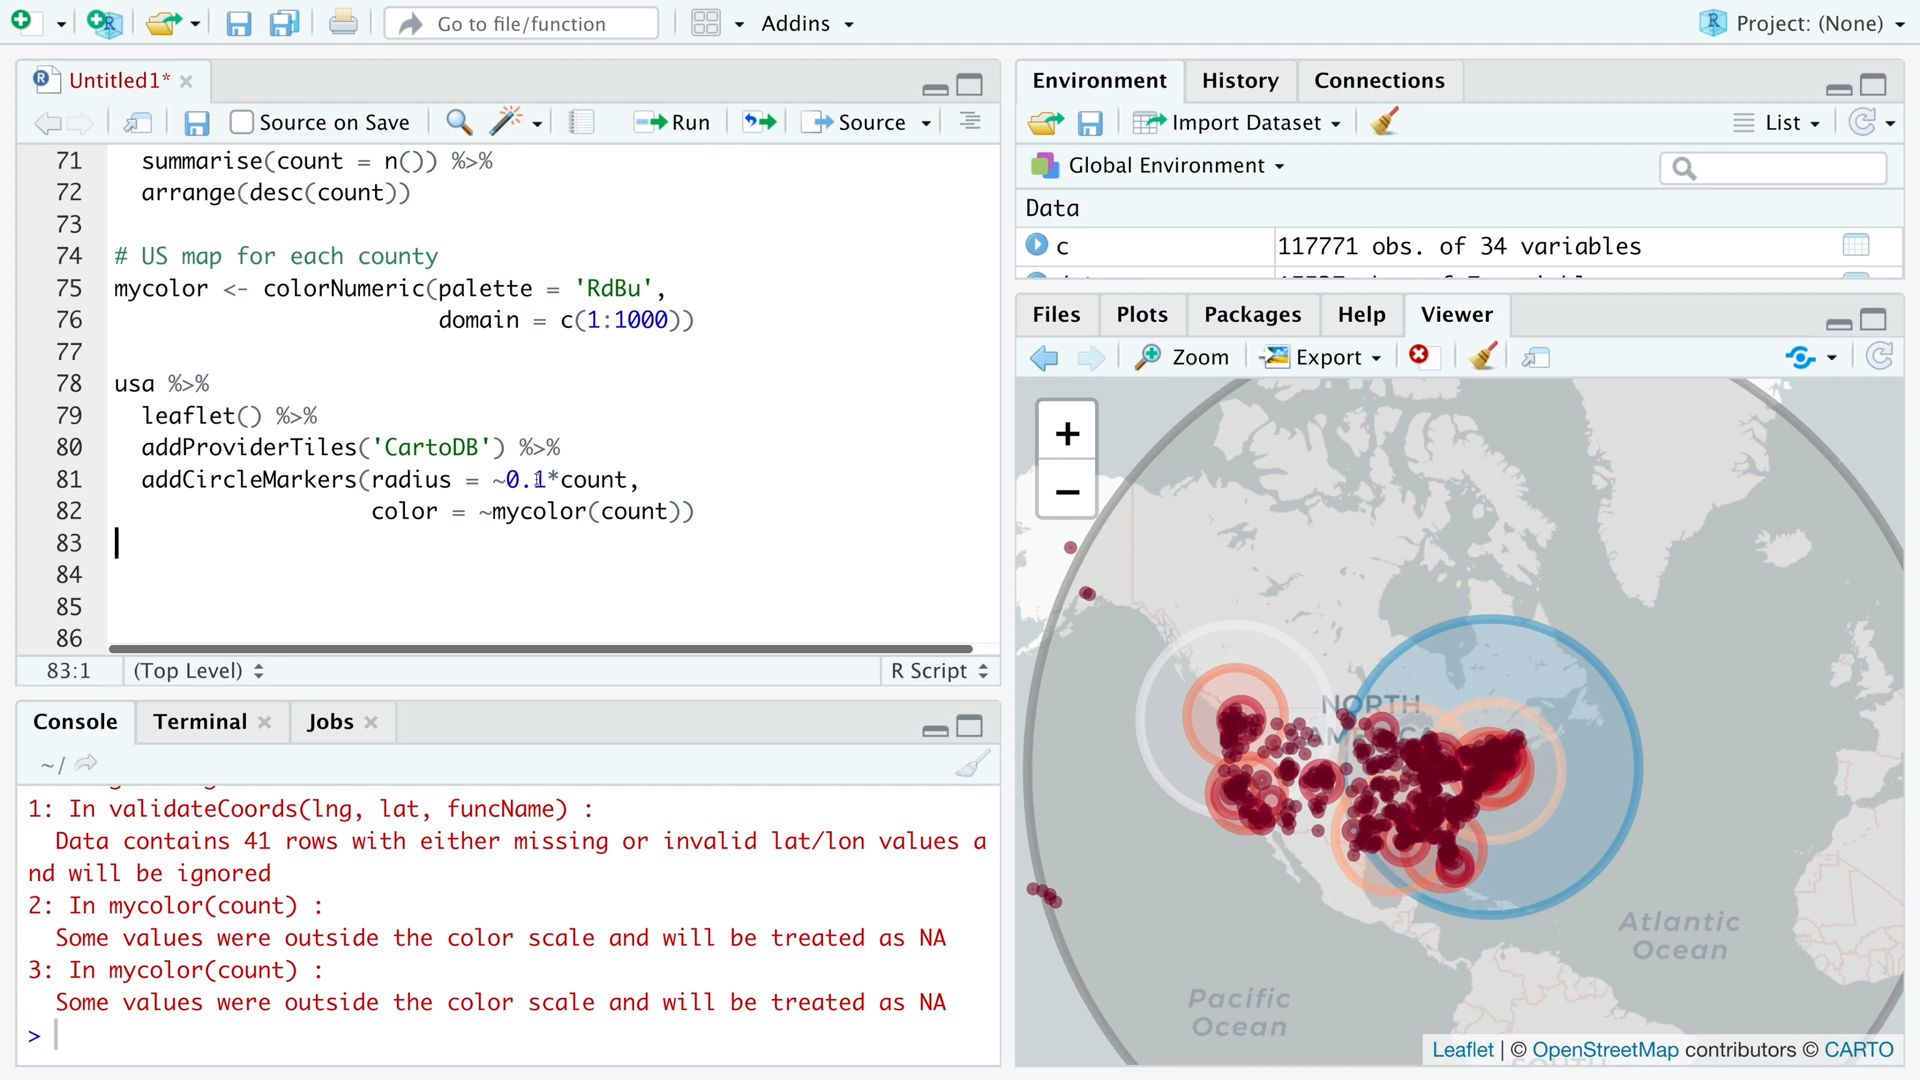 Go to file/function
Addins
Project: (None)
Untitled1*
Source on Save
Run
Source
71 summarise(count = n()) %>%
72 arrange(desc(count))
73
74 # US map for each county
75 mycolor <- colorNumeric(palette = 'RdBu',
76 domain = c(1:1000))
77
78 usa %>%
79 leaflet() %>%
80 addProviderTiles('CartoDB') %>%
81 addCircleMarkers(radius = ~0.1*count,
82 color = ~mycolor(count))
83
84
85
86
83:1
(Top Level)
R Script
Console
Terminal
Jobs
~/
1: In validateCoords(lng, lat, funcName) :
Data contains 41 rows with either missing or invalid lat/lon values a
nd will be ignored
2: In mycolor(count) :
Some values were outside the color scale and will be treated as NA
3: In mycolor(count) :
Some values were outside the color scale and will be treated as NA
>
Environment
History
Connections
Import Dataset
List
Global Environment
Data
c
117771 obs. of 34 variables
Files
Plots
Packages
Help
Viewer
Zoom
Export
+
−
NORTH
Atlantic
Ocean
Pacific
Ocean
Leaflet | © OpenStreetMap contributors © CARTO